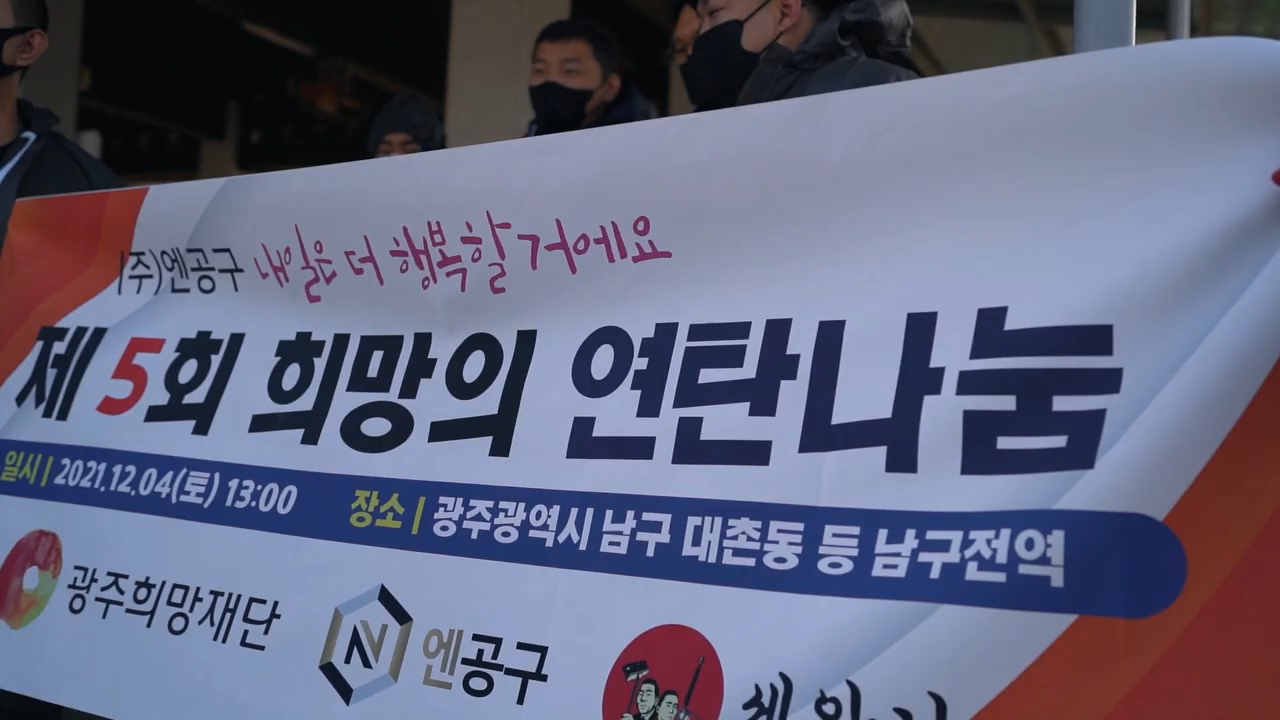 (주)엔공구 내일은 더 행복할 거에요
제 5회 희망의 연탄나눔
일시 | 2021.12.04(토) 13:00 장소 | 광주광역시 남구 대촌동 등 남구전역
광주희망재단 엔공구